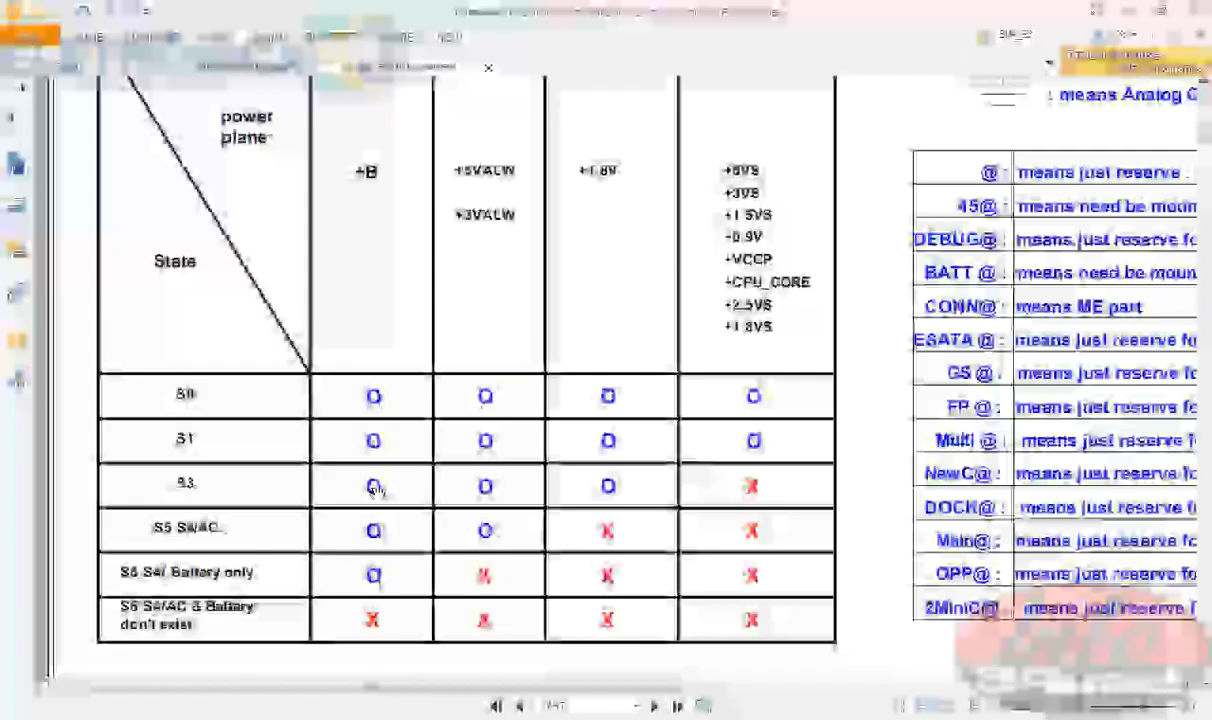 power
plane
State
+B
+5VALW
+3VALW
+1.8V
+5VS
+3VS
+1.5VS
+0.9V
+VCCP
+CPU_CORE
+2.5VS
+1.8VS
S0 O O O O
S1 O O O O
S3 O O O X
S5 S4/AC O O X X
S5 S4/ Battery only O X X X
S5 S4/AC & Battery
don't exist X X X X
: means Analog G
@ : means just reserve
45@ : means need be moun
DEBUG@ : means just reserve fo
BATT @ : means need be moun
CONN@ : means ME part
ESATA @ : means just reserve fo
GS @ : means just reserve fo
FP @ : means just reserve fo
Multi @ : means just reserve fo
NewC@ : means just reserve fo
DOCK@ : means just reserve fo
Main@ : means just reserve fo
OPP@ : means just reserve fo
2MiniC@ : means just reserve f